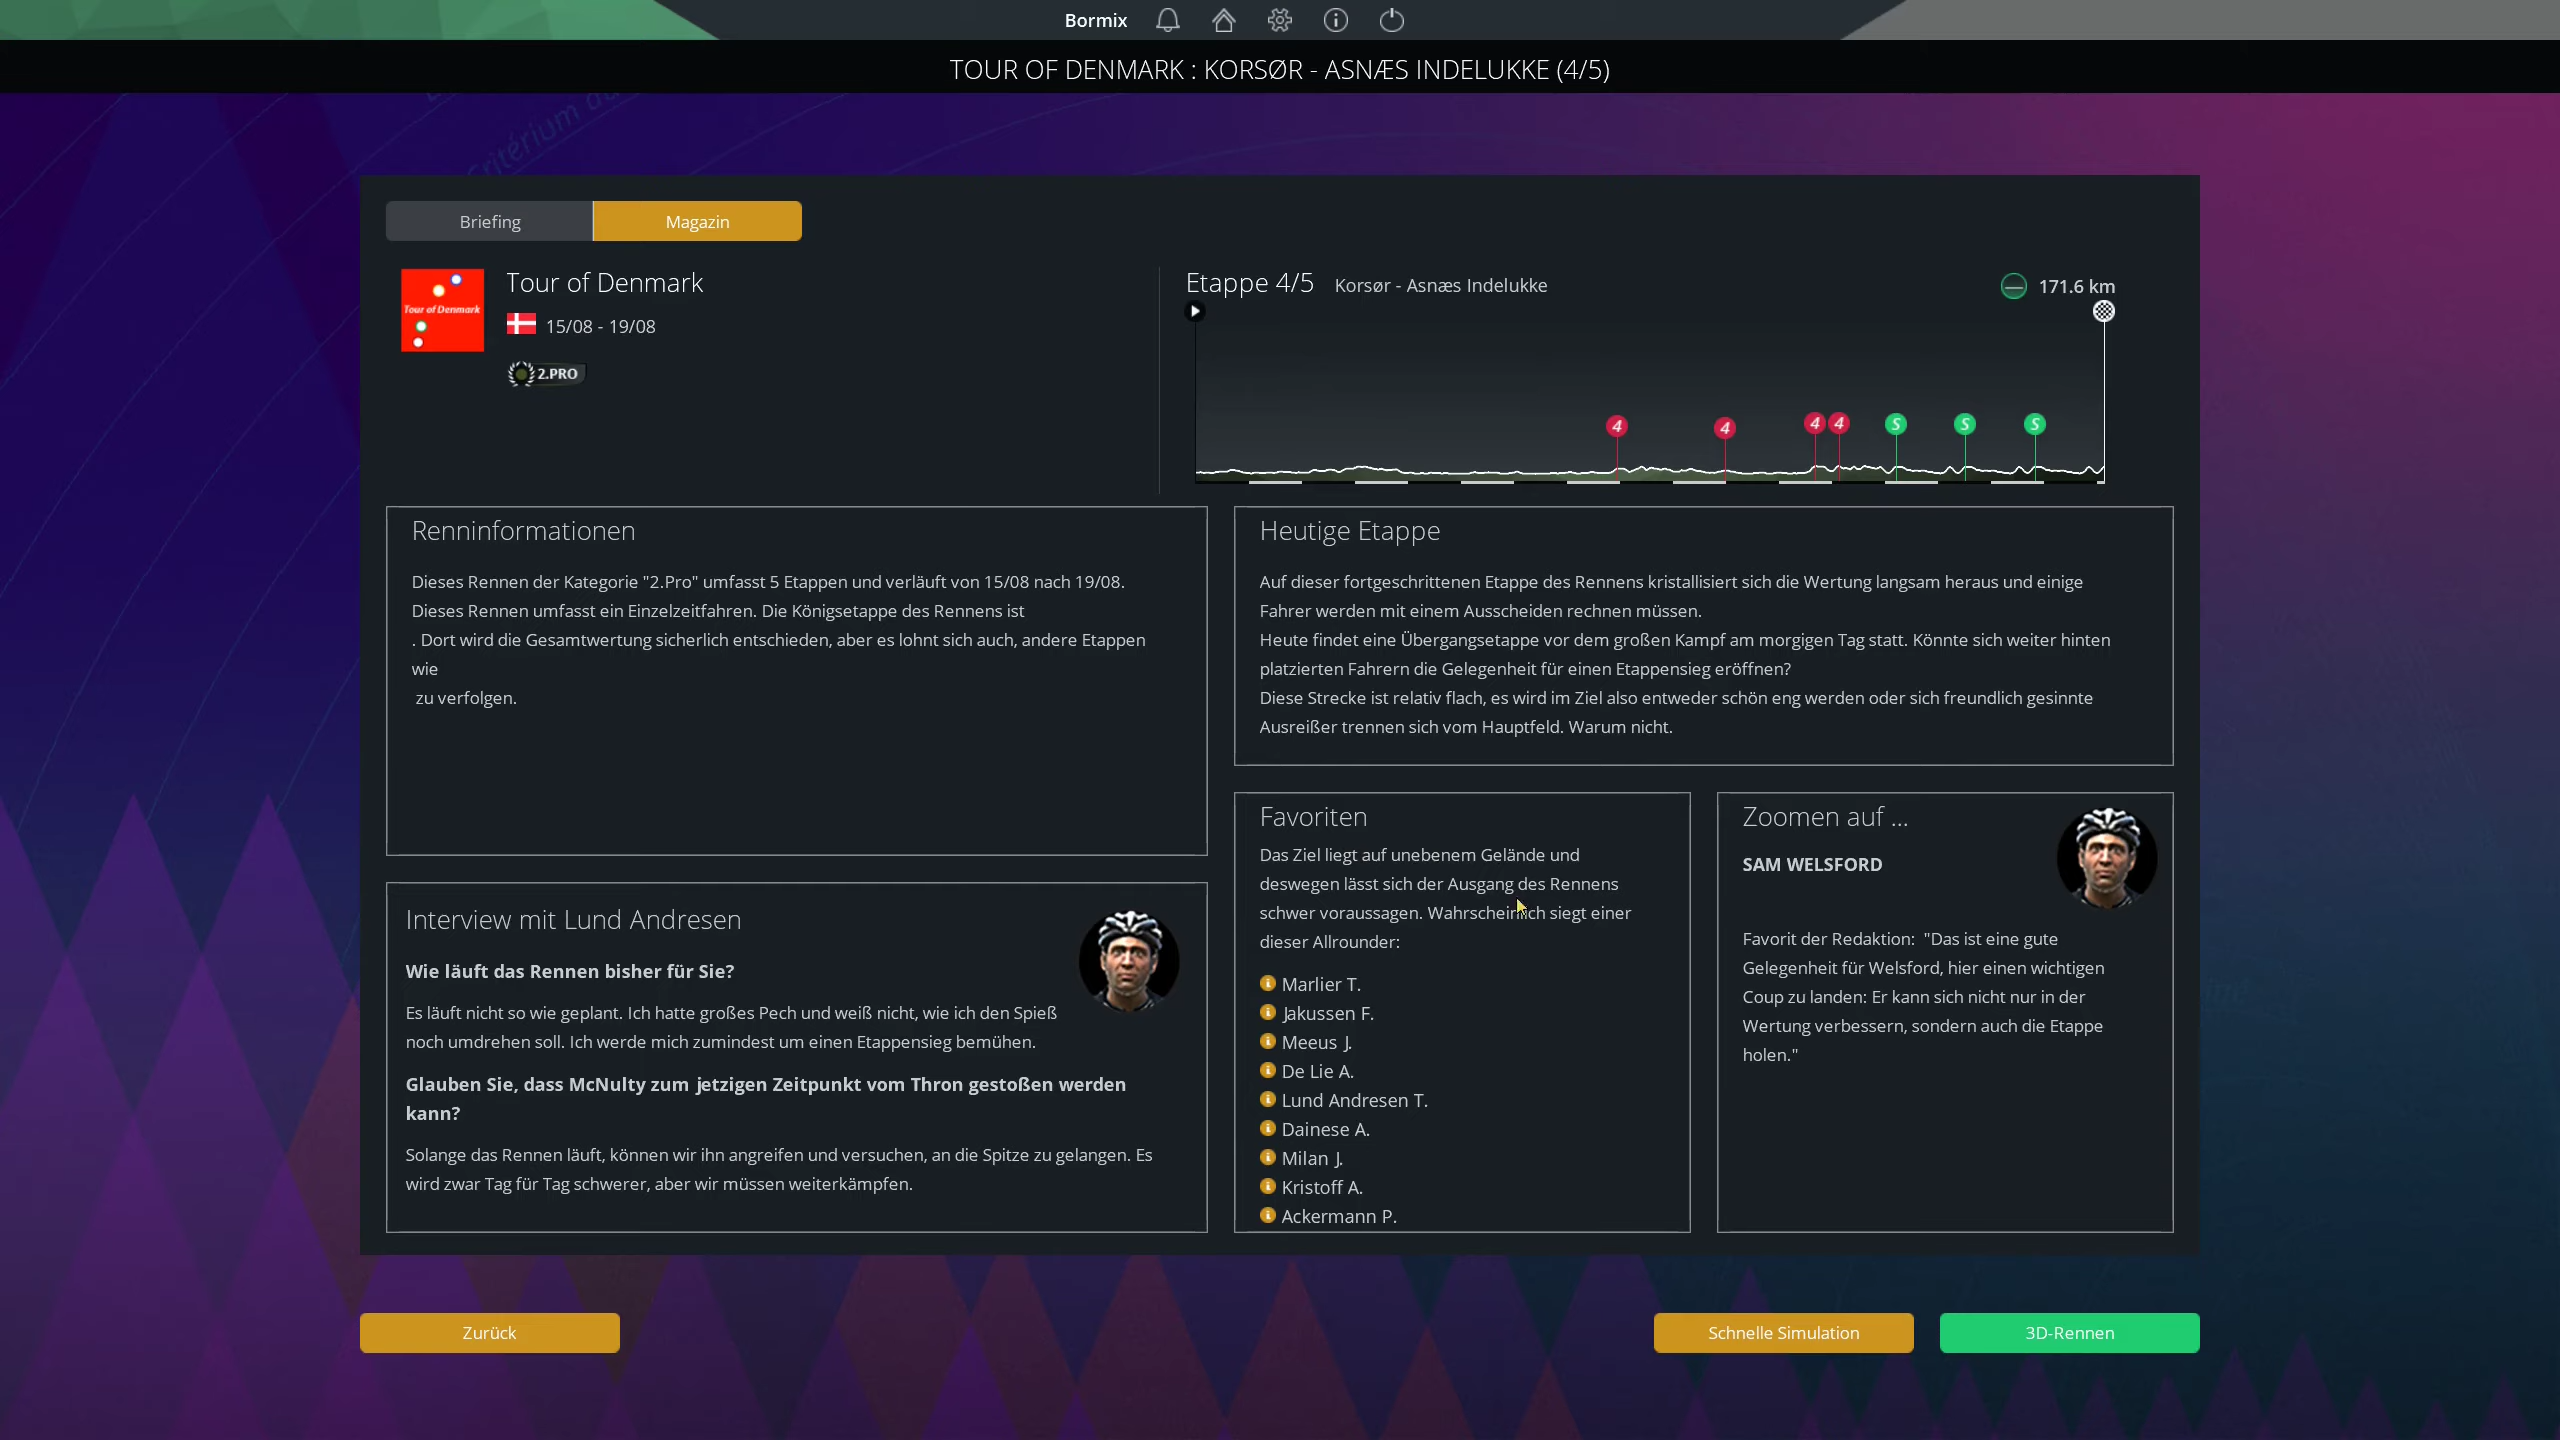 Bormix
TOUR OF DENMARK : KORSØR - ASNÆS INDELUKKE (4/5)
Briefing
Magazin
Tour of Denmark
Tour of Denmark
15/08 - 19/08
2.PRO
Etappe 4/5 Korsør - Asnæs Indelukke
171.6 km
4
4
4
4
S
S
S
Renninformationen
Dieses Rennen der Kategorie "2.Pro" umfasst 5 Etappen und verläuft von 15/08 nach 19/08.
Dieses Rennen umfasst ein Einzelzeitfahren. Die Königsetappe des Rennens ist
. Dort wird die Gesamtwertung sicherlich entschieden, aber es lohnt sich auch, andere Etappen
wie
zu verfolgen.
Heutige Etappe
Auf dieser fortgeschrittenen Etappe des Rennens kristallisiert sich die Wertung langsam heraus und einige
Fahrer werden mit einem Ausscheiden rechnen müssen.
Heute findet eine Übergangsetappe vor dem großen Kampf am morgigen Tag statt. Könnte sich weiter hinten
platzierten Fahrern die Gelegenheit für einen Etappensieg eröffnen?
Diese Strecke ist relativ flach, es wird im Ziel also entweder schön eng werden oder sich freundlich gesinnte
Ausreißer trennen sich vom Hauptfeld. Warum nicht.
Interview mit Lund Andresen
Wie läuft das Rennen bisher für Sie?
Es läuft nicht so wie geplant. Ich hatte großes Pech und weiß nicht, wie ich den Spieß
noch umdrehen soll. Ich werde mich zumindest um einen Etappensieg bemühen.
Glauben Sie, dass McNulty zum jetzigen Zeitpunkt vom Thron gestoßen werden
kann?
Solange das Rennen läuft, können wir ihn angreifen und versuchen, an die Spitze zu gelangen. Es
wird zwar Tag für Tag schwerer, aber wir müssen weiterkämpfen.
Favoriten
Das Ziel liegt auf unebenem Gelände und
deswegen lässt sich der Ausgang des Rennens
schwer voraussagen. Wahrscheinlich siegt einer
dieser Allrounder:
Marlier T.
Jakussen F.
Meeus J.
De Lie A.
Lund Andresen T.
Dainese A.
Milan J.
Kristoff A.
Ackermann P.
Zoomen auf ...
SAM WELSFORD
Favorit der Redaktion: "Das ist eine gute
Gelegenheit für Welsford, hier einen wichtigen
Coup zu landen: Er kann sich nicht nur in der
Wertung verbessern, sondern auch die Etappe
holen."
Zurück
Schnelle Simulation
3D-Rennen